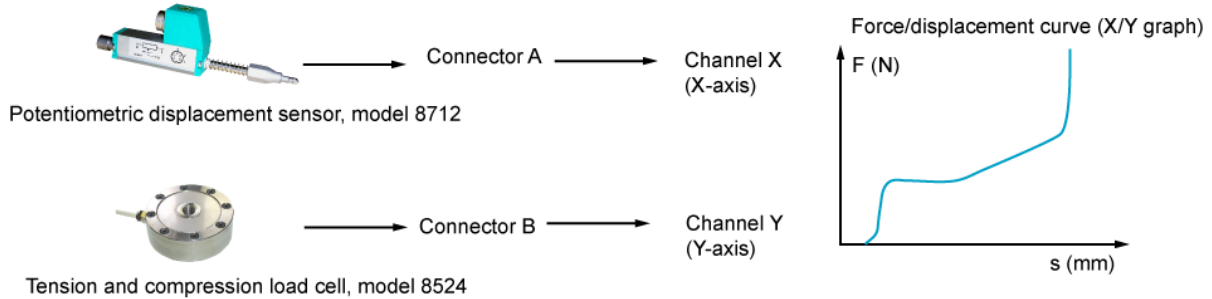 Potentiometric displacement sensor, model 8712
Connector A
Channel X
(X-axis)
Tension and compression load cell, model 8524
Connector B
Channel Y
(Y-axis)
Force/displacement curve (X/Y graph)
F (N)
s (mm)